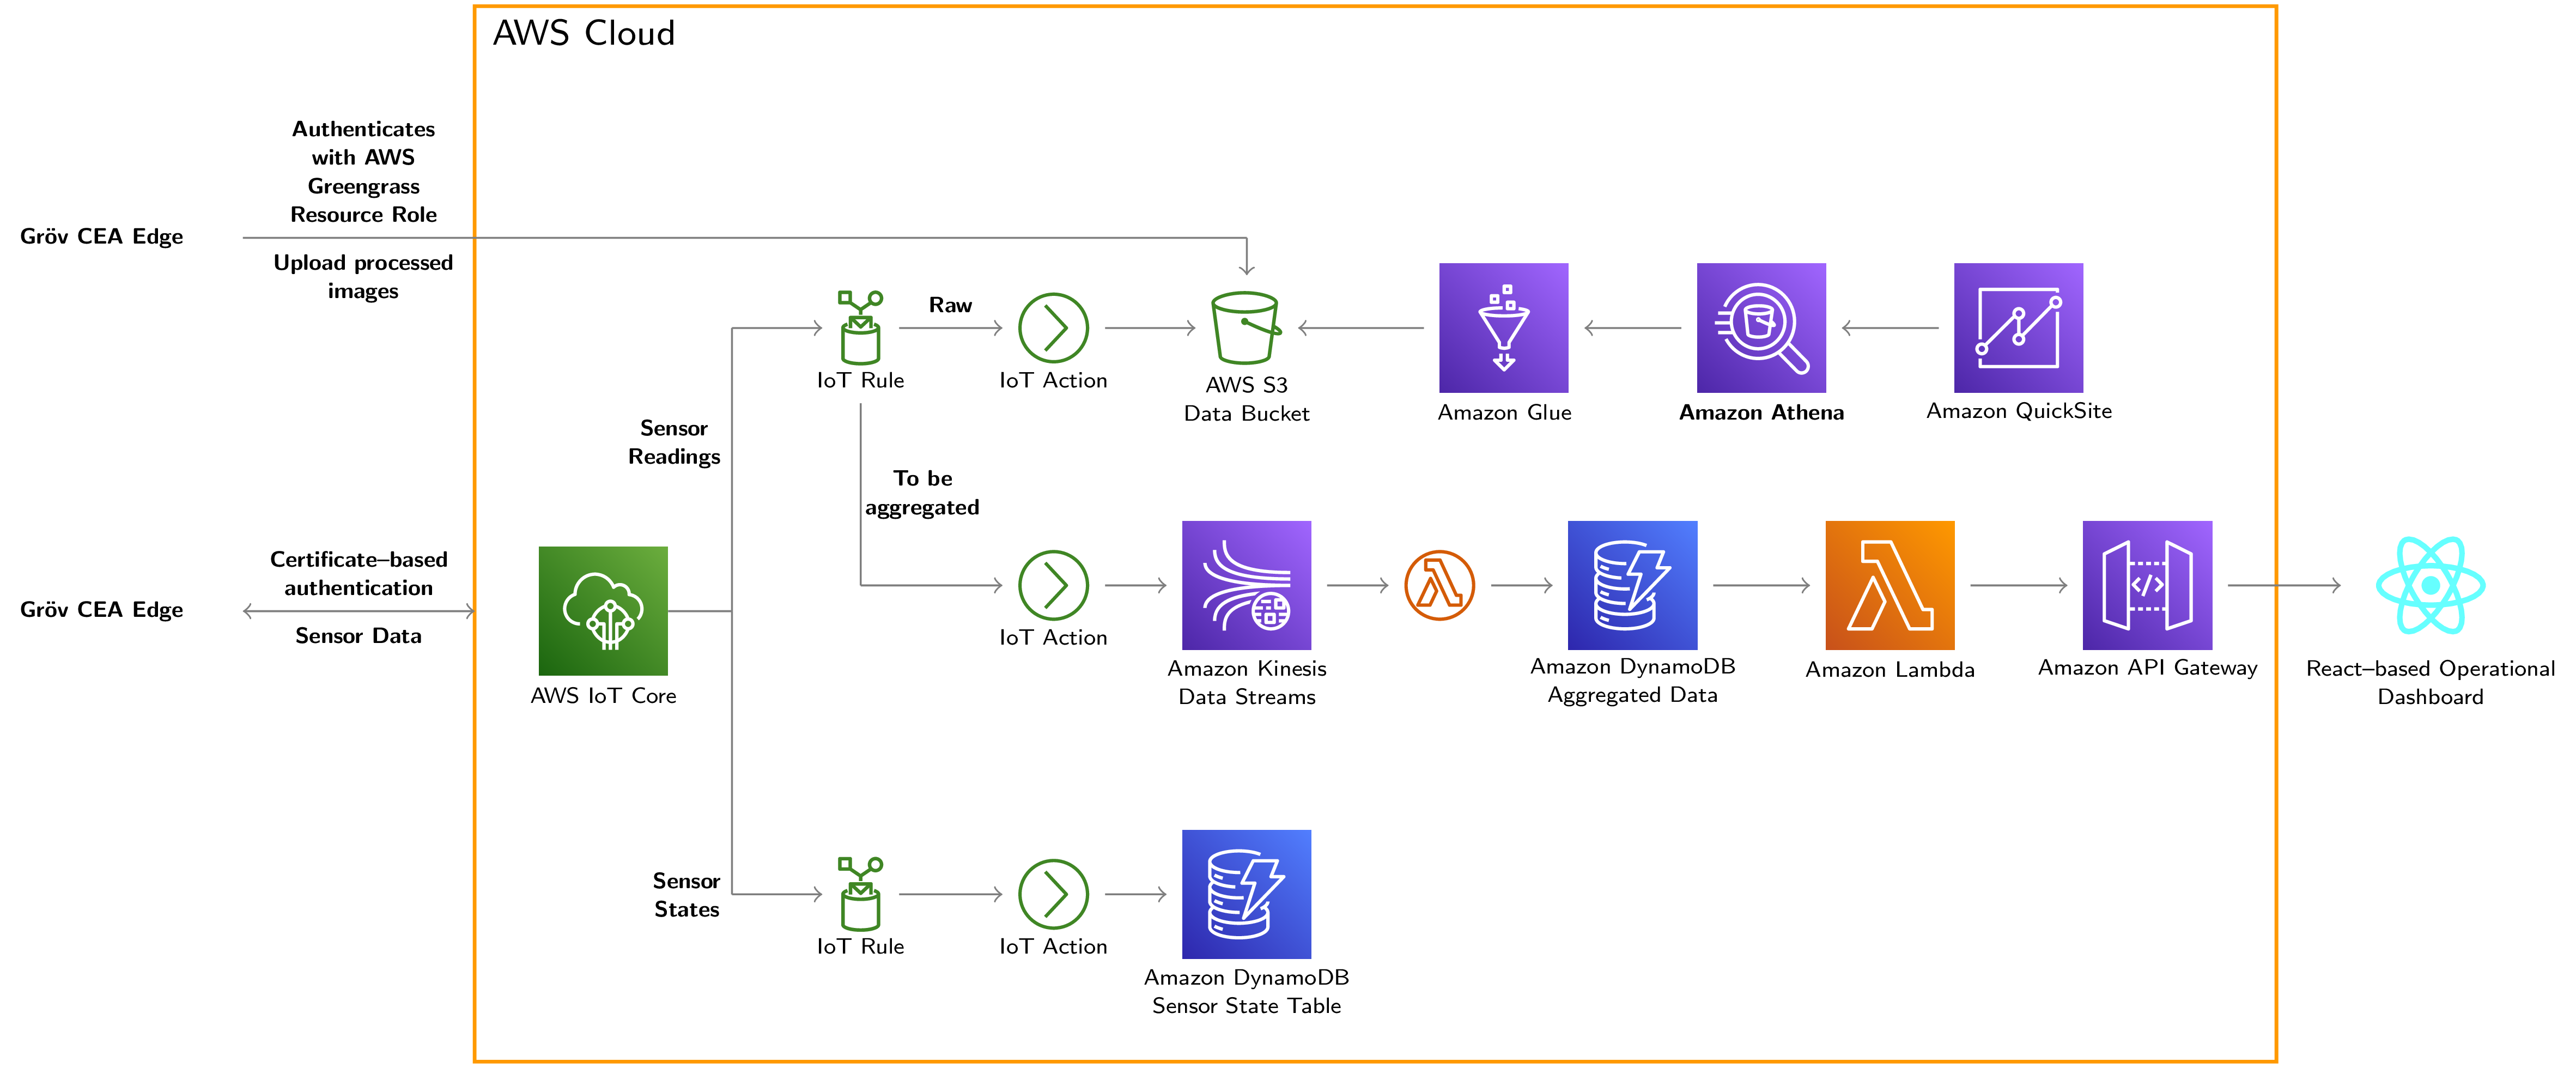 AWS Cloud
Authenticates
with AWS
Greengrass
Resource Role
Gröv CEA Edge
Upload processed
images
Raw
IoT Rule
IoT Action
AWS S3
Data Bucket
Amazon Glue
Amazon Athena
Amazon QuickSite
Sensor
Readings
To be
aggregated
Certificate–based
authentication
Gröv CEA Edge
Sensor Data
AWS IoT Core
IoT Action
Amazon Kinesis
Data Streams
Amazon DynamoDB
Aggregated Data
Amazon Lambda
</>
Amazon API Gateway
React–based Operational
Dashboard
Sensor
States
IoT Rule
IoT Action
Amazon DynamoDB
Sensor State Table